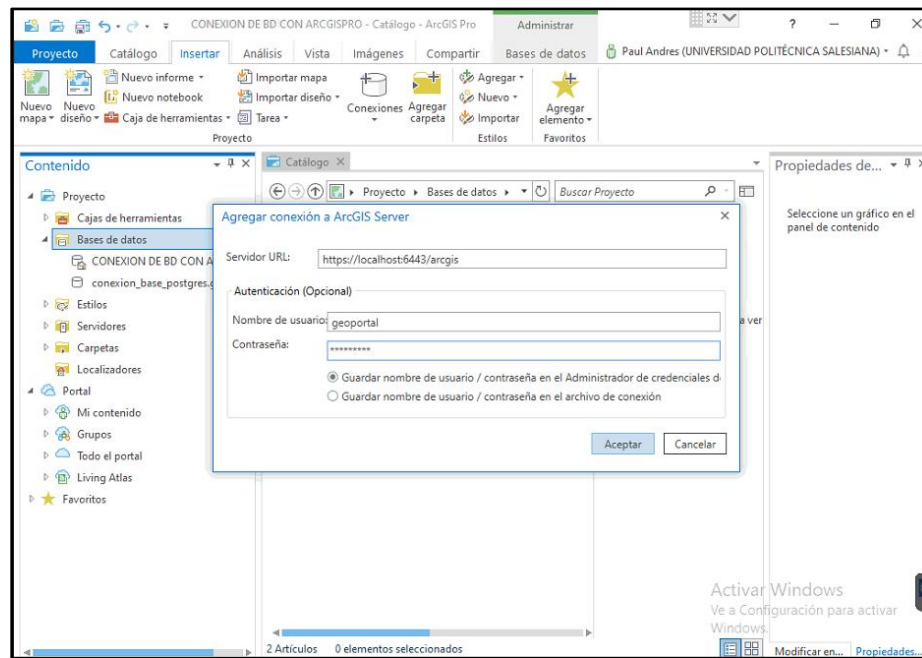 CONEXION DE BD CON ARCGISPRO - Catálogo - ArcGIS Pro
Administrar
?
Proyecto Catálogo Insertar Análisis Vista Imágenes Compartir Bases de datos
Paul Andres (UNIVERSIDAD POLITÉCNICA SALESIANA)
Nuevo mapa
Nuevo diseño
Nuevo informe
Nuevo notebook
Caja de herramientas
Importar mapa
Importar diseño
Tarea
Proyecto
Conexiones
Agregar carpeta
Agregar
Nuevo
Importar
Estilos
Agregar elemento
Favoritos
Contenido
Proyecto
Cajas de herramientas
Bases de datos
CONEXION DE BD CON A
conexion_base_postgres.
Estilos
Servidores
Carpetas
Localizadores
Portal
Mi contenido
Grupos
Todo el portal
Living Atlas
Favoritos
Catálogo
Proyecto Bases de datos
Buscar Proyecto
Agregar conexión a ArcGIS Server
Servidor URL: https://localhost:6443/arcgis
Autenticación (Opcional)
Nombre de usuario: geoportal
Contraseña: *********
Guardar nombre de usuario / contraseña en el Administrador de credenciales d
Guardar nombre de usuario / contraseña en el archivo de conexión
Aceptar Cancelar
a ver
Propiedades de...
Seleccione un gráfico en el
panel de contenido
Activar Windows
Ve a Configuración para activar
Windows.
2 Artículos 0 elementos seleccionados
Modificar en... Propiedades...